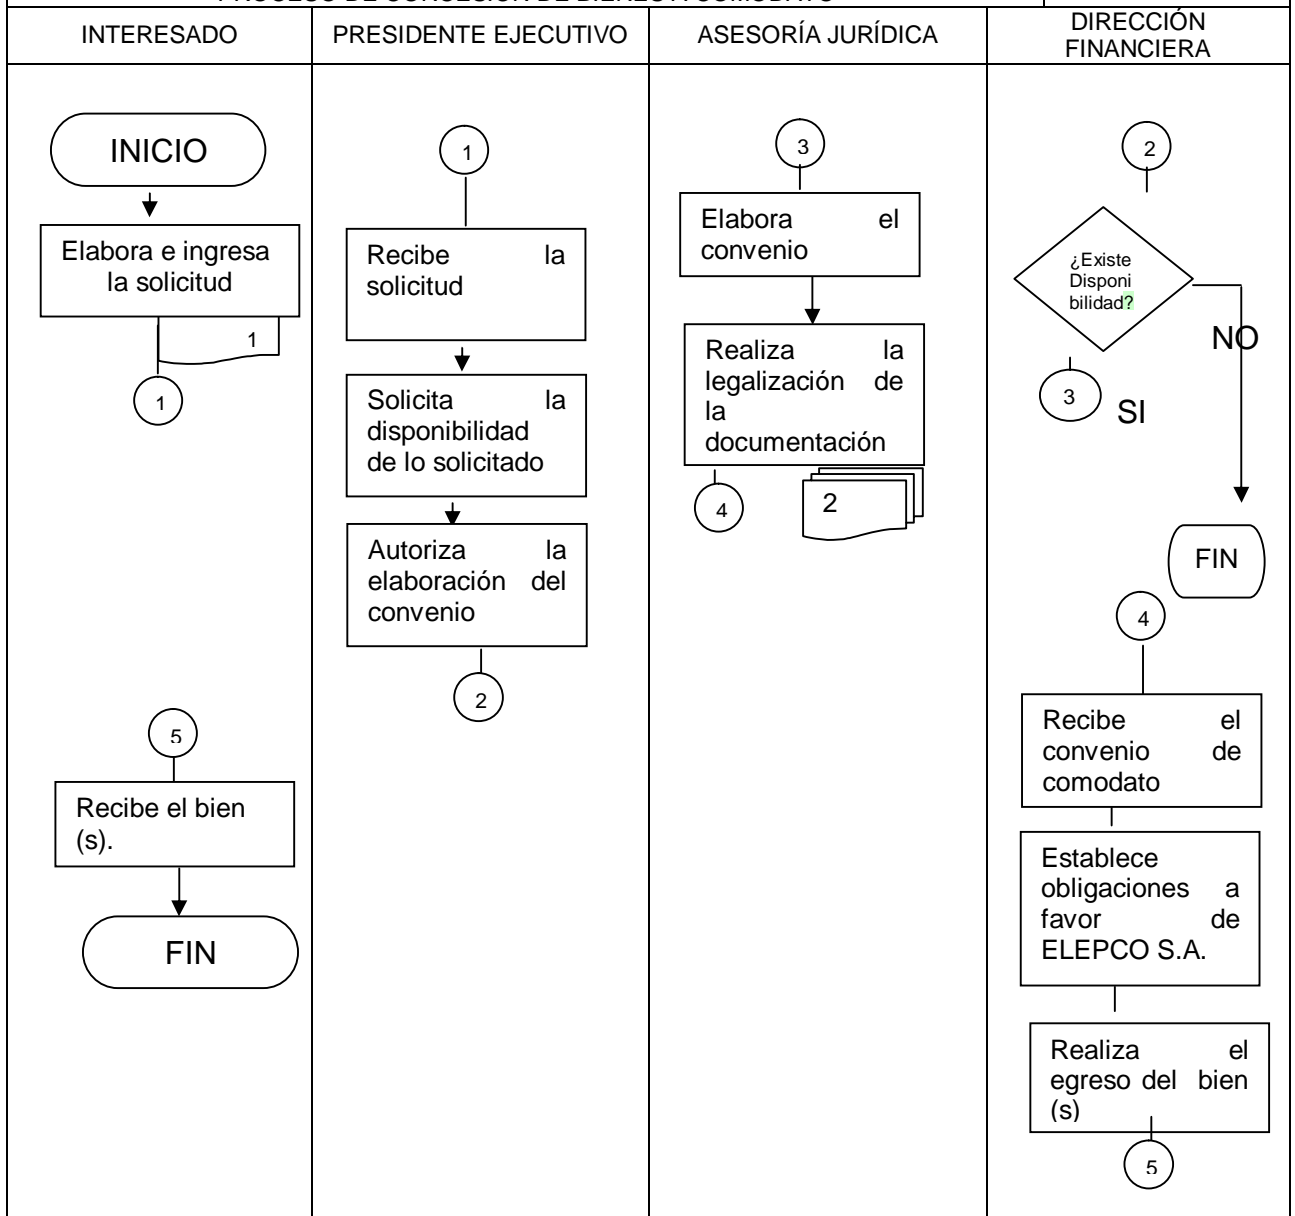 INTERESADO
PRESIDENTE EJECUTIVO
ASESORÍA JURÍDICA
DIRECCIÓN
FINANCIERA
INICIO
Elabora e ingresa
la solicitud
1
1
5
Recibe el bien
(s).
FIN
1
Recibe la
solicitud
Solicita la
disponibilidad
de lo solicitado
Autoriza la
elaboración del
convenio
2
3
Elabora el
convenio
Realiza la
legalización de
la
documentación
4
2
2
¿Existe
Disponi
bilidad?
NO
3
SI
FIN
4
Recibe el
convenio de
comodato
Establece
obligaciones a
favor de
ELEPCO S.A.
Realiza el
egreso del bien
(s)
5